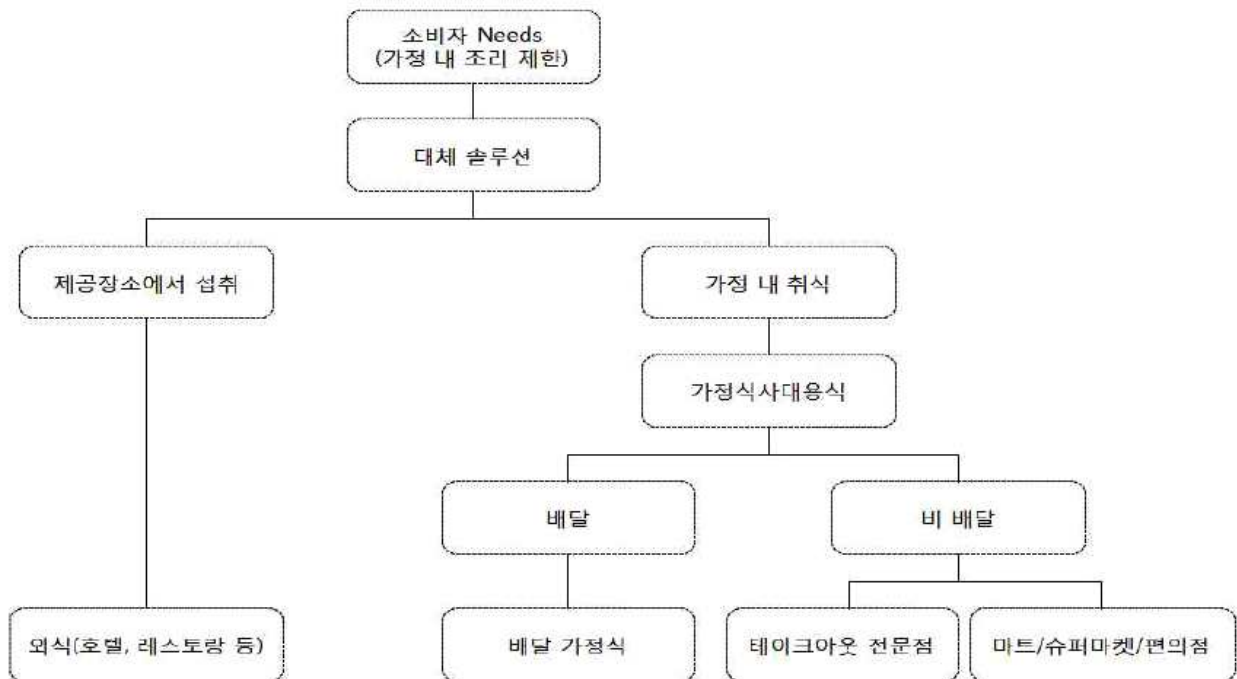 소비자 Needs
(가정 내 조리 제한)
대체 솔루션
제공장소에서 섭취
가정 내 취식
가정식사대용식
배달
비 배달
외식(호텔, 레스토랑 등)
배달 가정식
테이크아웃 전문점
마트/슈퍼마켓/편의점